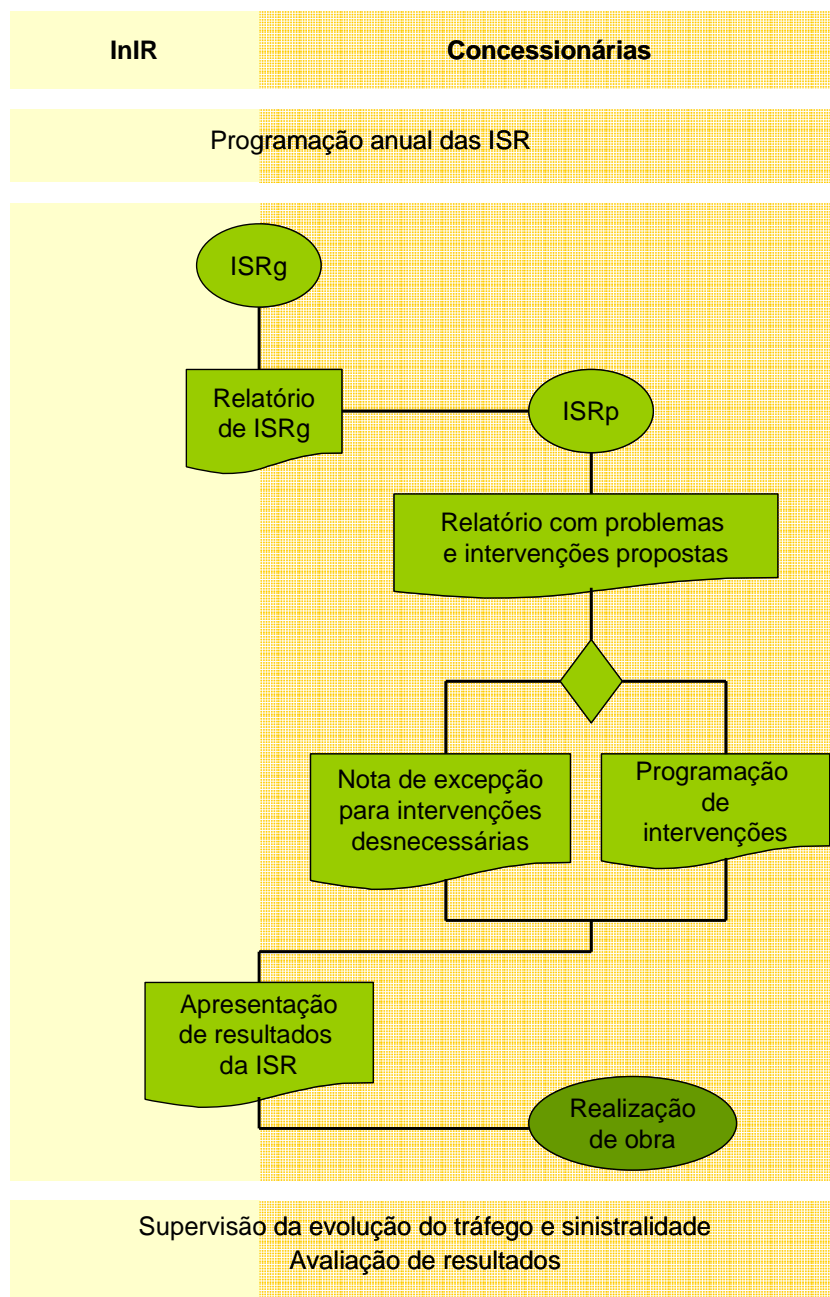 InIR
Concessionárias
Programação anual das ISR
ISRg
Relatório
de ISRg
ISRp
Relatório com problemas
e intervenções propostas
Nota de excepção
para intervenções
desnecessárias
Programação
de
intervenções
Apresentação
de resultados
da ISR
Realização
de obra
Supervisão da evolução do tráfego e sinistralidade
Avaliação de resultados